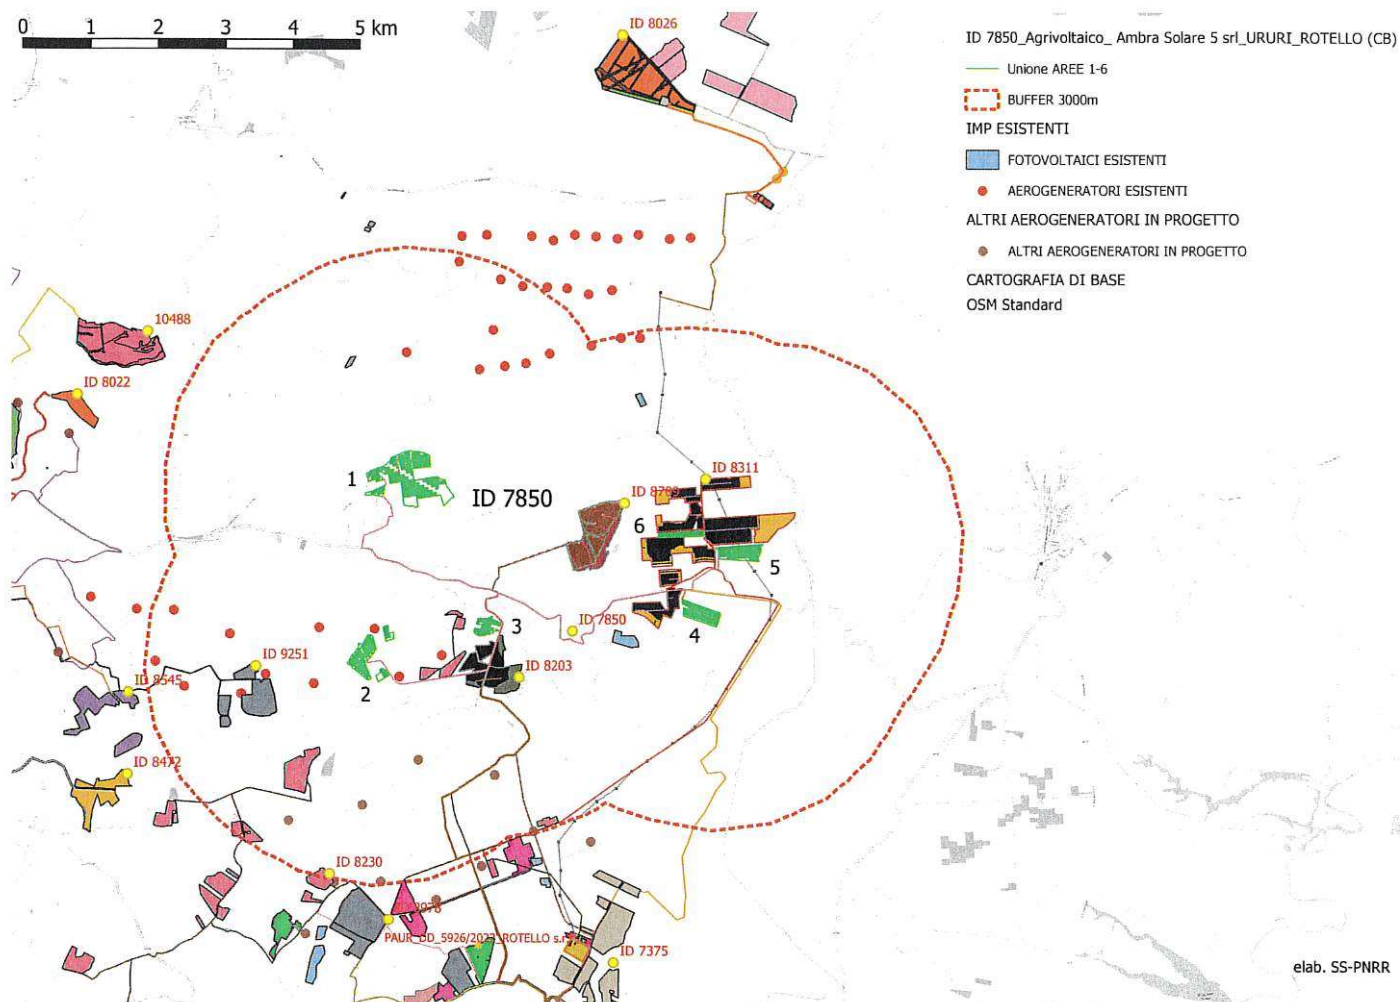 0 1 2 3 4 5 km
ID 8026
ID 7850_Agrivoltaico_ Ambra Solare 5 srl_URURI_ROTELLO (CB)
Unione AREE 1-6
BUFFER 3000m
IMP ESISTENTI
FOTOVOLTAICI ESISTENTI
AEROGENERATORI ESISTENTI
ALTRI AEROGENERATORI IN PROGETTO
ALTRI AEROGENERATORI IN PROGETTO
CARTOGRAFIA DI BASE
OSM Standard
10488
ID 8022
1
ID 7850
ID 8311
6
5
4
3
ID 7850
2
ID 9251
ID 8203
ID 8545
ID 8472
ID 8230
ROTELLO
ID 7375
elab. SS-PNRR